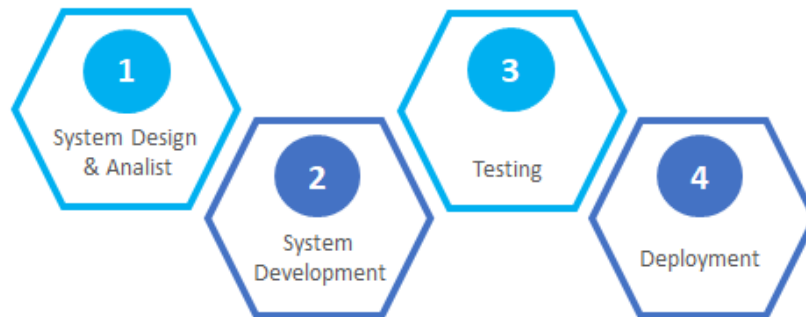 1
System Design
& Analist
2
System
Development
3
Testing
4
Deployment